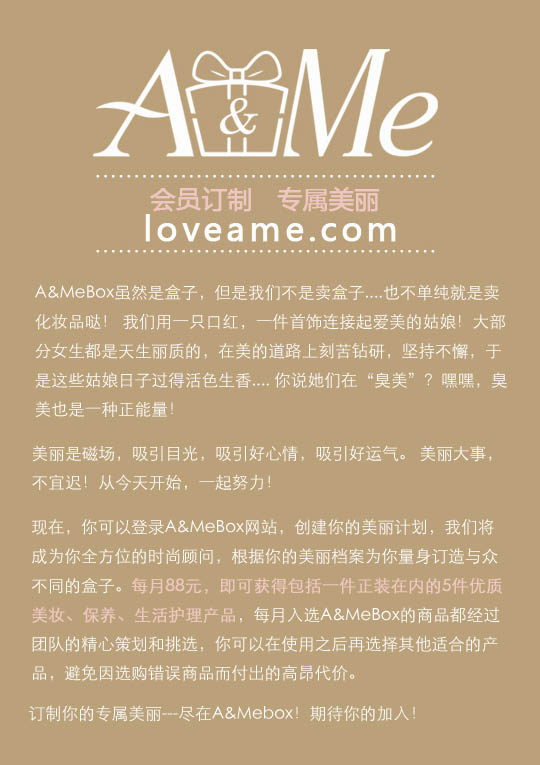 A&Me
会员订制 专属美丽
loveame.com
A&MeBox虽然是盒子，但是我们不是卖盒子....也不单纯就是卖
化妆品哒！ 我们用一只口红，一件首饰连接起爱美的姑娘！大部
分女生都是天生丽质的，在美的道路上刻苦钻研，坚持不懈，于
是这些姑娘日子过得活色生香.... 你说她们在“臭美”？嘿嘿，臭
美也是一种正能量！
美丽是磁场，吸引目光，吸引好心情，吸引好运气。 美丽大事，
不宜迟！从今天开始，一起努力！
现在，你可以登录A&MeBox网站，创建你的美丽计划，我们将
成为你全方位的时尚顾问，根据你的美丽档案为你量身订造与众
不同的盒子。每月88元，即可获得包括一件正装在内的5件优质
美妆、保养、生活护理产品，每月入选A&MeBox的商品都经过
团队的精心策划和挑选，你可以在使用之后再选择其他适合的产
品，避免因选购错误商品而付出的高昂代价。
订制你的专属美丽---尽在A&Mebox！期待你的加入！